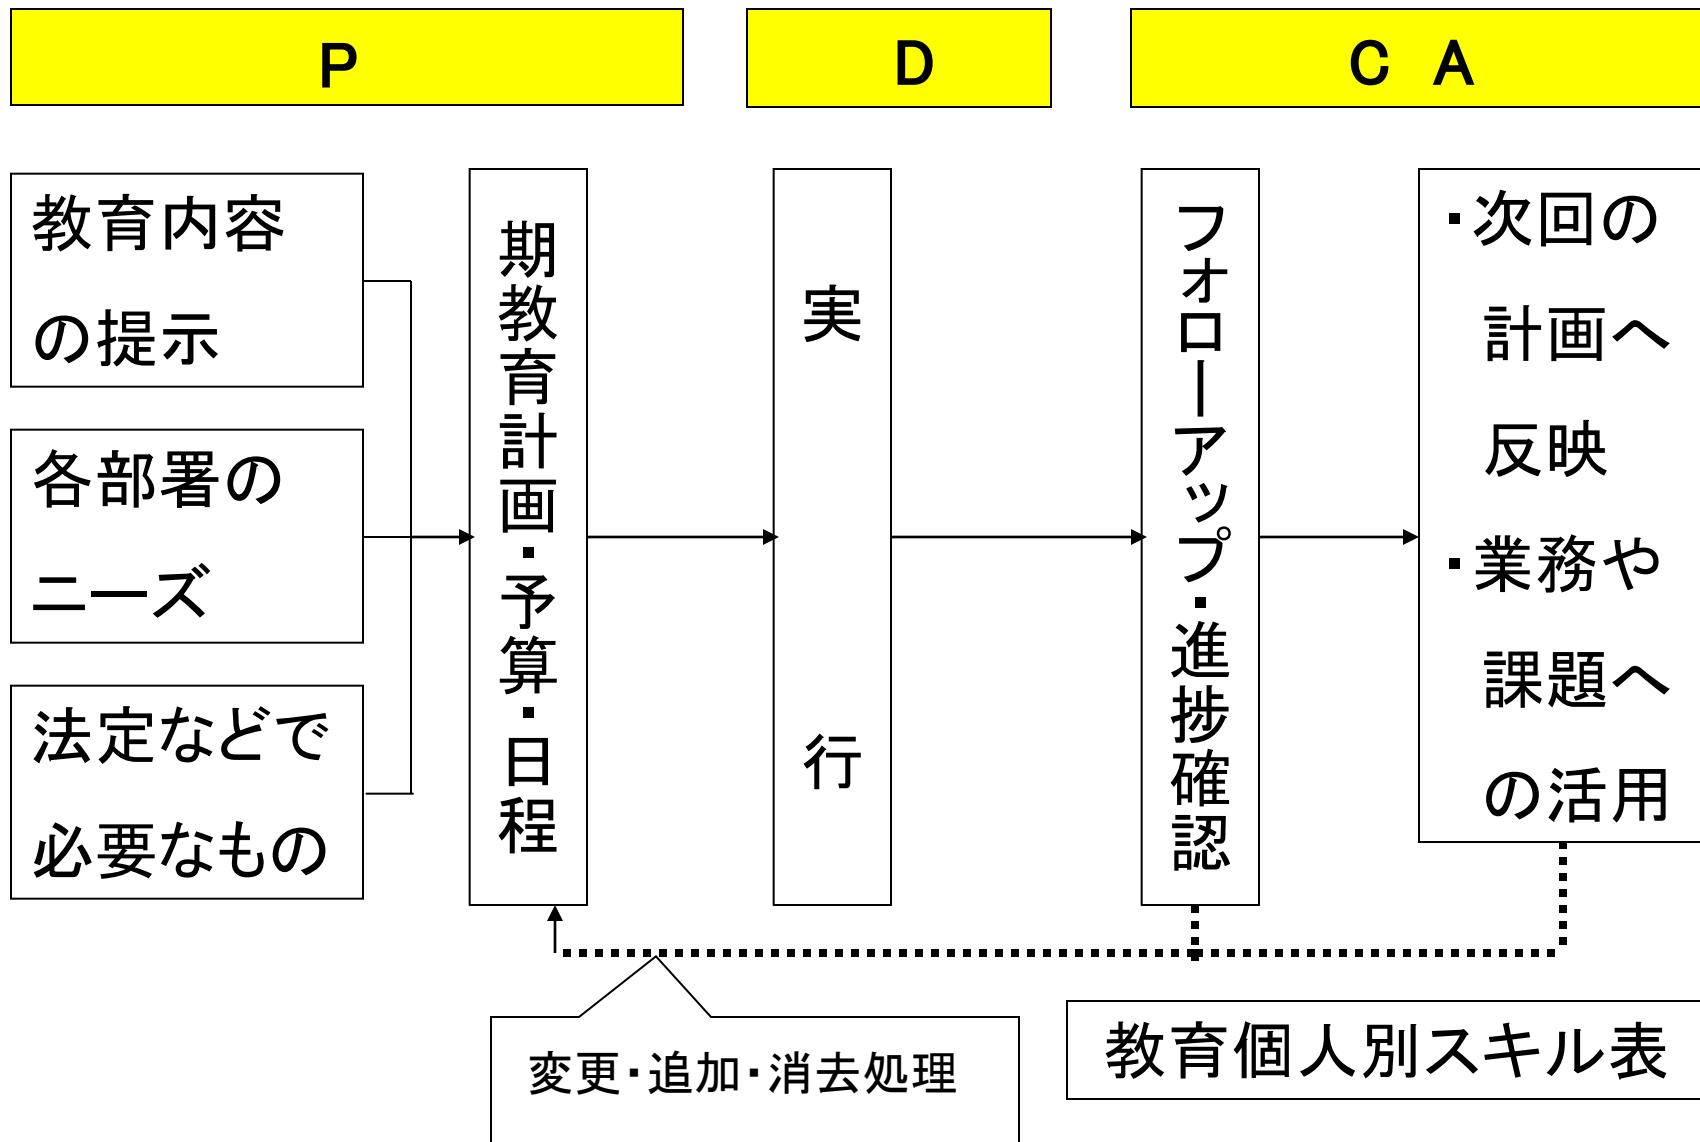 P
D
C A
教育内容
の提示
各部署の
ニーズ
法定などで
必要なもの
期教育計画・予算・日程
実行
フォローアップ・進捗確認
・次回の
計画へ
反映
・業務や
課題へ
の活用
変更・追加・消去処理
教育個人別スキル表